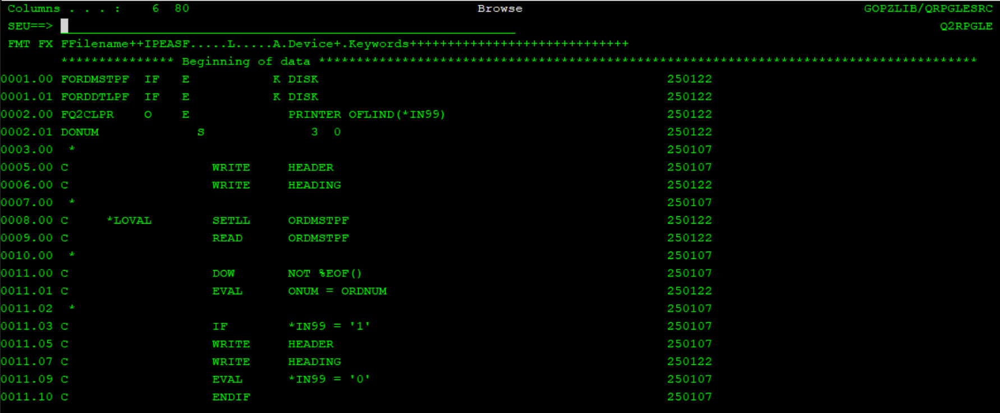 Columns . . . :    6  80                                      Browse                                             GOPZLIB/QRPGLESRC
SEU==>                                                                                                                     Q2RPGLE
FMT FX FFilename++IPEASF.....L.....A.Device+.Keywords+++++++++++++++++++++++++++++
       *************** Beginning of data ***************************************************************************************
0001.00 FORDMSTPF  IF   E           K DISK                                              250122
0001.01 FORDDTLPF  IF   E           K DISK                                              250122
0002.00 FQ2CLPR    O    E             PRINTER OFLIND(*IN99)                             250122
0002.01 DONUM             S              3  0                                           250122
0003.00  *                                                                              250107
0005.00 C                   WRITE     HEADER                                            250107
0006.00 C                   WRITE     HEADING                                           250122
0007.00  *                                                                              250107
0008.00 C     *LOVAL        SETLL     ORDMSTPF                                          250122
0009.00 C                   READ      ORDMSTPF                                          250122
0010.00  *                                                                              250107
0011.00 C                   DOW       NOT %EOF()                                        250107
0011.01 C                   EVAL      ONUM = ORDNUM                                     250122
0011.02  *                                                                              250107
0011.03 C                   IF        *IN99 = '1'                                       250107
0011.05 C                   WRITE     HEADER                                            250107
0011.07 C                   WRITE     HEADING                                           250122
0011.09 C                   EVAL      *IN99 = '0'                                       250107
0011.10 C                   ENDIF                                                       250107